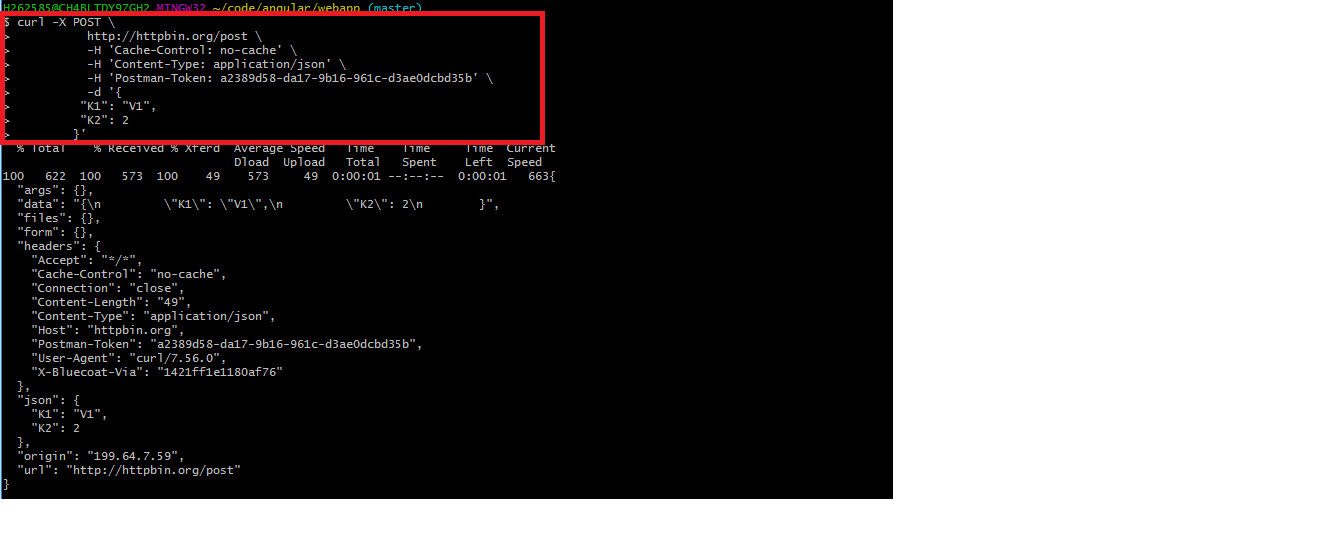 H262585@CH4BLTDY97GH2 MINGW32 ~/code/angular/webapp (master)
$ curl -X POST \
>           http://httpbin.org/post \
>           -H 'Cache-Control: no-cache' \
>           -H 'Content-Type: application/json' \
>           -H 'Postman-Token: a2389d58-da17-9b16-961c-d3ae0dcbd35b' \
>           -d '{
>          "K1": "V1",
>          "K2": 2
>         }'
  % Total    % Received % Xferd  Average Speed   Time    Time     Time  Current
                                 Dload  Upload   Total   Spent    Left  Speed
100   622  100   573  100    49    573     49  0:00:01 --:--:--  0:00:01   663{
  "args": {},
  "data": "{\n         \"K1\": \"V1\",\n         \"K2\": 2\n        }",
  "files": {},
  "form": {},
  "headers": {
    "Accept": "*/*",
    "Cache-Control": "no-cache",
    "Connection": "close",
    "Content-Length": "49",
    "Content-Type": "application/json",
    "Host": "httpbin.org",
    "Postman-Token": "a2389d58-da17-9b16-961c-d3ae0dcbd35b",
    "User-Agent": "curl/7.56.0",
    "X-Bluecoat-Via": "1421ff1e1180af76"
  },
  "json": {
    "K1": "V1",
    "K2": 2
  },
  "origin": "199.64.7.59",
  "url": "http://httpbin.org/post"
}